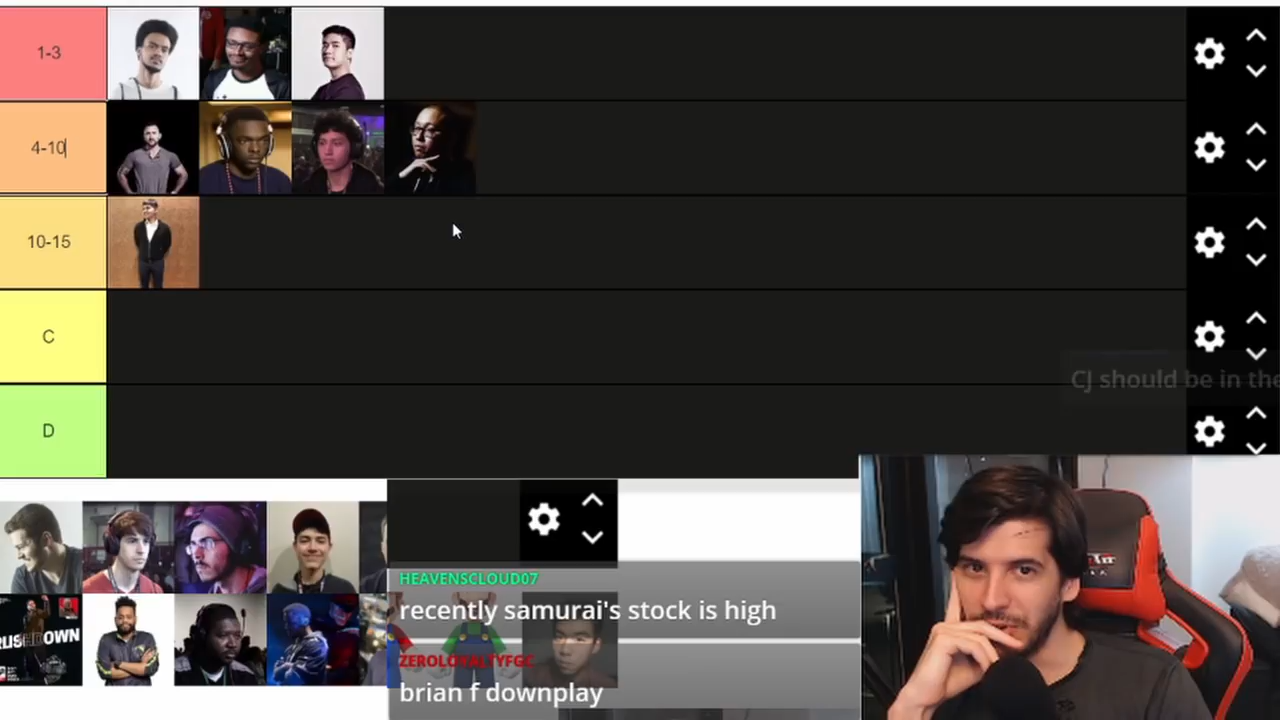 1-3
4-10
10-15
C
CJ should be in the
D
HEAVENSCLOUD07
recently samurai's stock is high
RUSHDOWN
ZEROLOYALTYFGC
brian f downplay